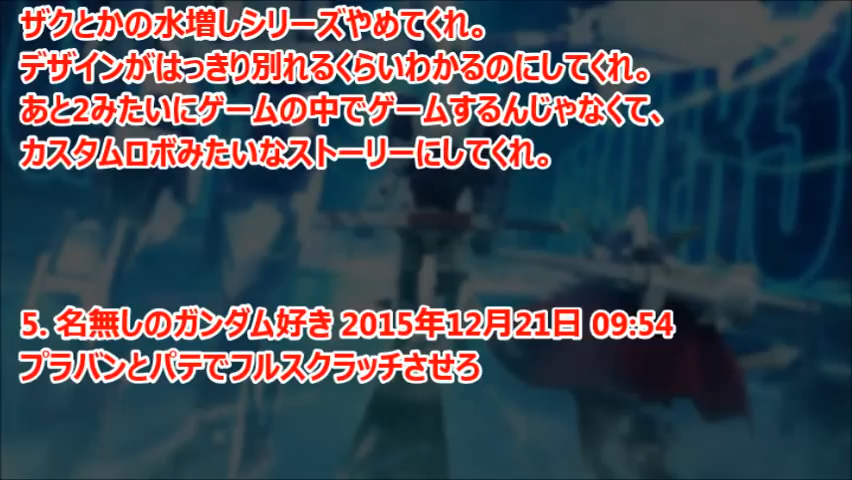 ザクとかの水増しシリーズやめてくれ。
デザインがはっきり別れるくらいわかるのにしてくれ。
あと2みたいにゲームの中でゲームするんじゃなくて、
カスタムロボみたいなストーリーにしてくれ。
5. 名無しのガンダム好き 2015年12月21日 09:54
プラバンとパテでフルスクラッチさせろ